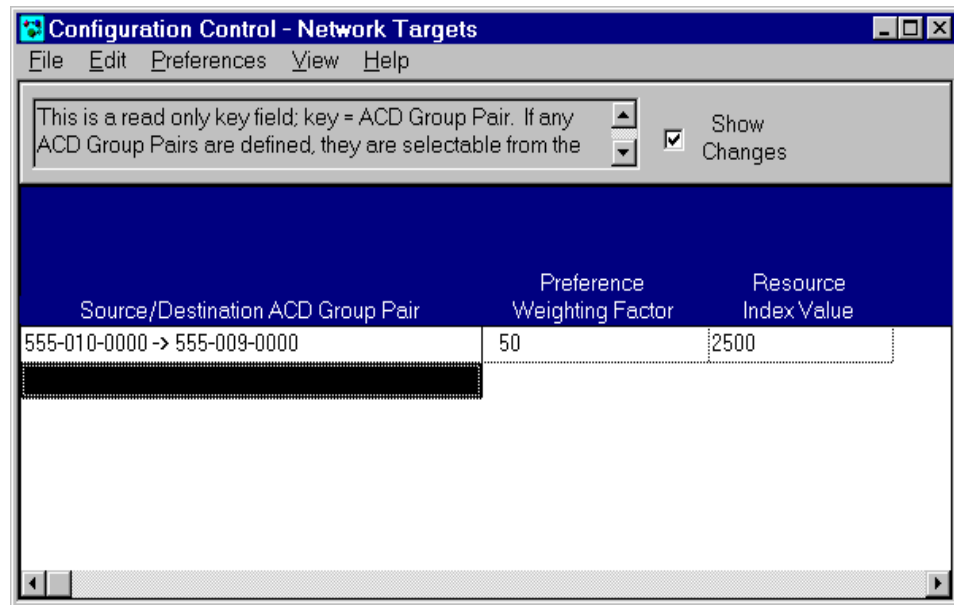 Configuration Control - Network Targets
File Edit Preferences View Help
This is a read only key field; key = ACD Group Pair. If any
ACD Group Pairs are defined, they are selectable from the
Show
Changes
Source/Destination ACD Group Pair
Preference
Weighting Factor
Resource
Index Value
555-010-0000 -> 555-009-0000 50 2500